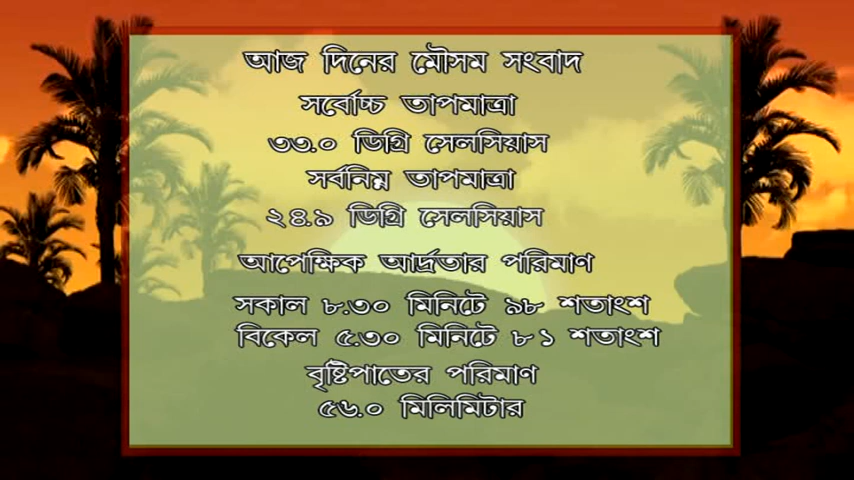 আজ দিনের মৌসম সংবাদ
সর্বোচ্চ তাপমাত্রা
৩৩.০ ডিগ্রি সেলসিয়াস
সর্বনিম্ন তাপমাত্রা
২৪.৯ ডিগ্রি সেলসিয়াস
আপেক্ষিক আর্দ্রতার পরিমাণ
সকাল ৮.৩০ মিনিটে ৯৮ শতাংশ
বিকেল ৫.৩০ মিনিটে ৮১ শতাংশ
বৃষ্টিপাতের পরিমাণ
৫৬.০ মিলিমিটার